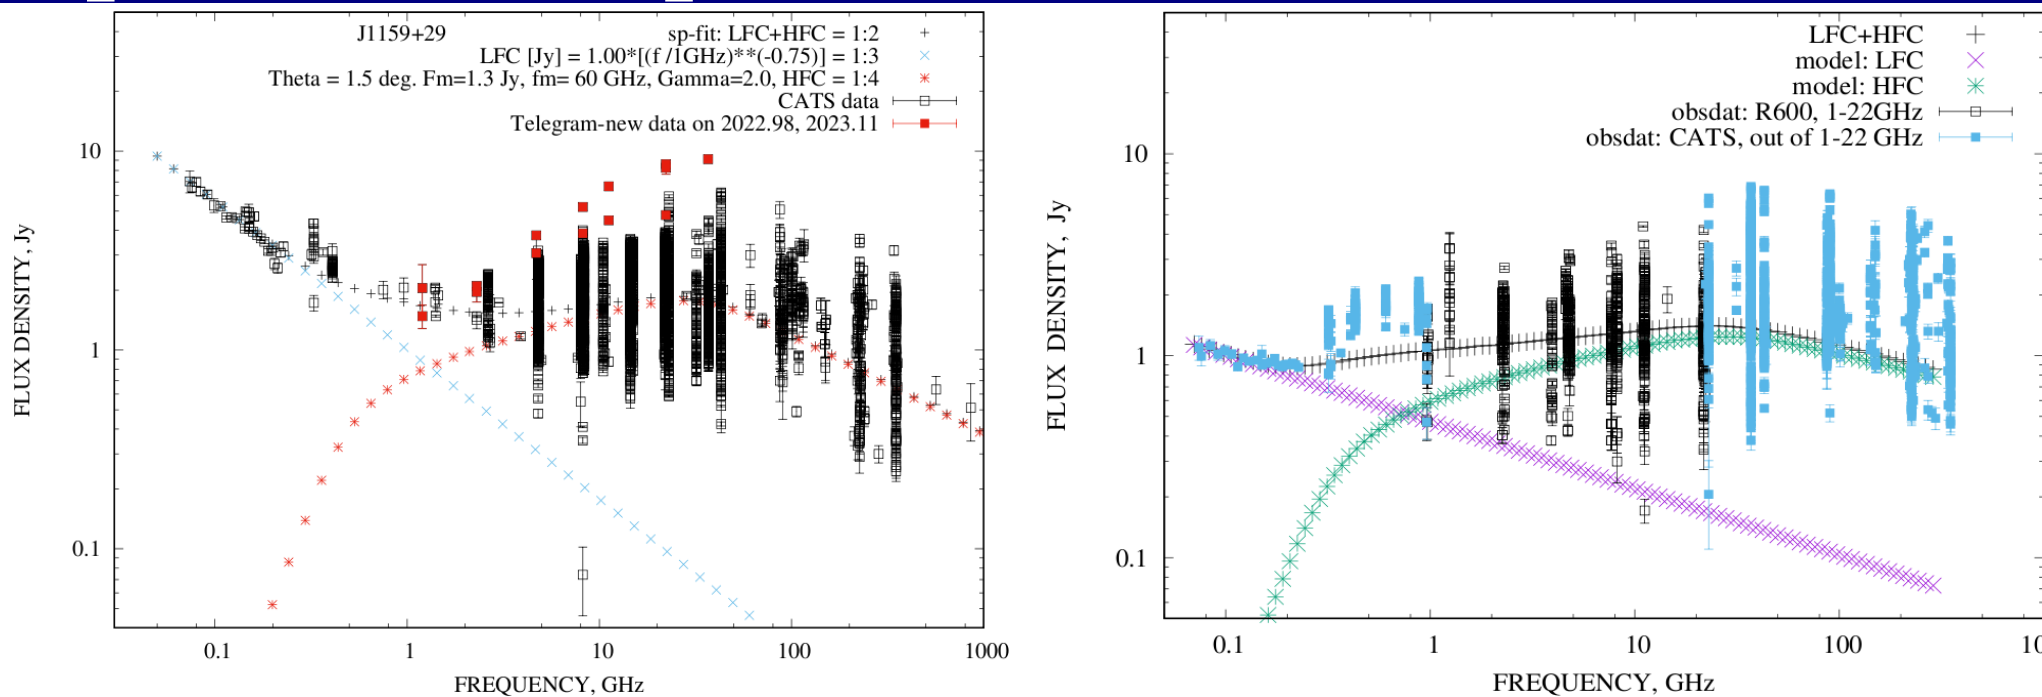 J1159+29 sp-fit: LFC+HFC = 1:2
LFC [Jy] = 1.00*[(f /1GHz)**(-0.75)] = 1:3
Theta = 1.5 deg. Fm=1.3 Jy, fm= 60 GHz, Gamma=2.0, HFC = 1:4
CATS data
Telegram-new data on 2022.98, 2023.11
FLUX DENSITY, Jy
10
1
0.1
0.1 1 10 100 1000
FREQUENCY, GHz
LFC+HFC
model: LFC
model: HFC
obsdat: R600, 1-22GHz
obsdat: CATS, out of 1-22 GHz
FLUX DENSITY, Jy
10
1
0.1
0.1 1 10 100 10
FREQUENCY, GHz